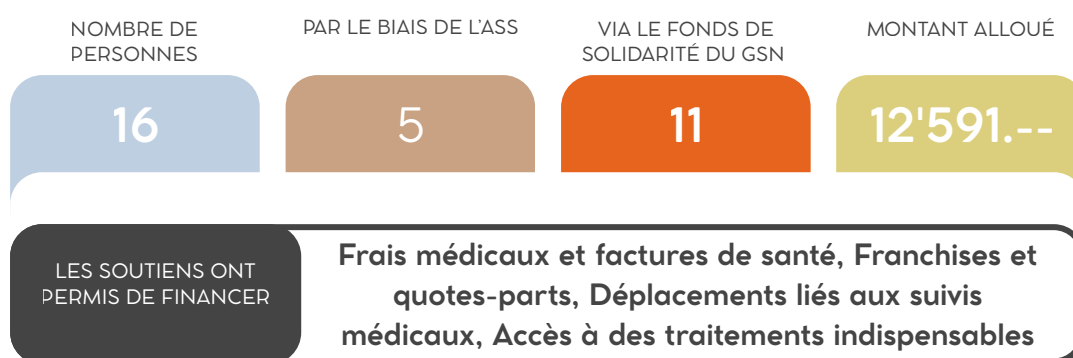 NOMBRE DE
PERSONNES
16
PAR LE BIAIS DE L'ASS
5
VIA LE FONDS DE
SOLIDARITÉ DU GSN
11
MONTANT ALLOUÉ
12'591.--
LES SOUTIENS ONT
PERMIS DE FINANCER
Frais médicaux et factures de santé, Franchises et
quotes-parts, Déplacements liés aux suivis
médicaux, Accès à des traitements indispensables